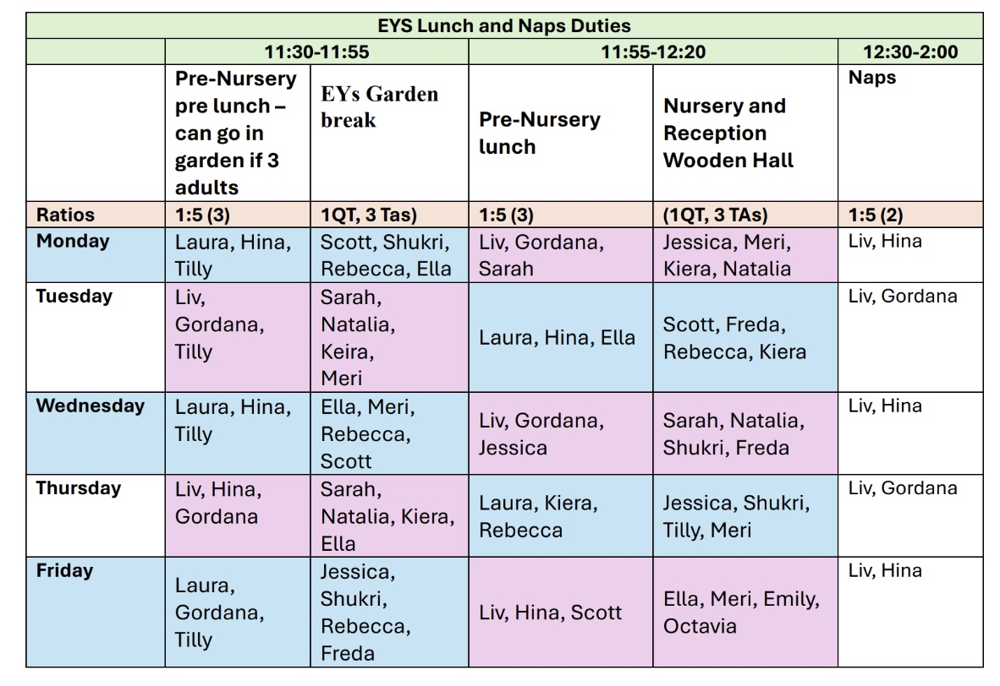 EYS Lunch and Naps Duties
11:30-11:55
11:55-12:20
12:30-2:00
Pre-Nursery
pre lunch –
can go in
garden if 3
adults
EYs Garden
break
Pre-Nursery
lunch
Nursery and
Reception
Wooden Hall
Naps
Ratios
1:5 (3)
1QT, 3 Tas)
1:5 (3)
(1QT, 3 TAs)
1:5 (2)
Monday
Laura, Hina,
Tilly
Scott, Shukri,
Rebecca, Ella
Liv, Gordana,
Sarah
Jessica, Meri,
Kiera, Natalia
Liv, Hina
Tuesday
Liv,
Gordana,
Tilly
Sarah,
Natalia,
Keira,
Meri
Laura, Hina, Ella
Scott, Freda,
Rebecca, Kiera
Liv, Gordana
Wednesday
Laura, Hina,
Tilly
Ella, Meri,
Rebecca,
Scott
Liv, Gordana,
Jessica
Sarah, Natalia,
Shukri, Freda
Liv, Hina
Thursday
Liv, Hina,
Gordana
Sarah,
Natalia, Kiera,
Ella
Laura, Kiera,
Rebecca
Jessica, Shukri,
Tilly, Meri
Liv, Gordana
Friday
Laura,
Gordana,
Tilly
Jessica,
Shukri,
Rebecca,
Freda
Liv, Hina, Scott
Ella, Meri, Emily,
Octavia
Liv, Hina